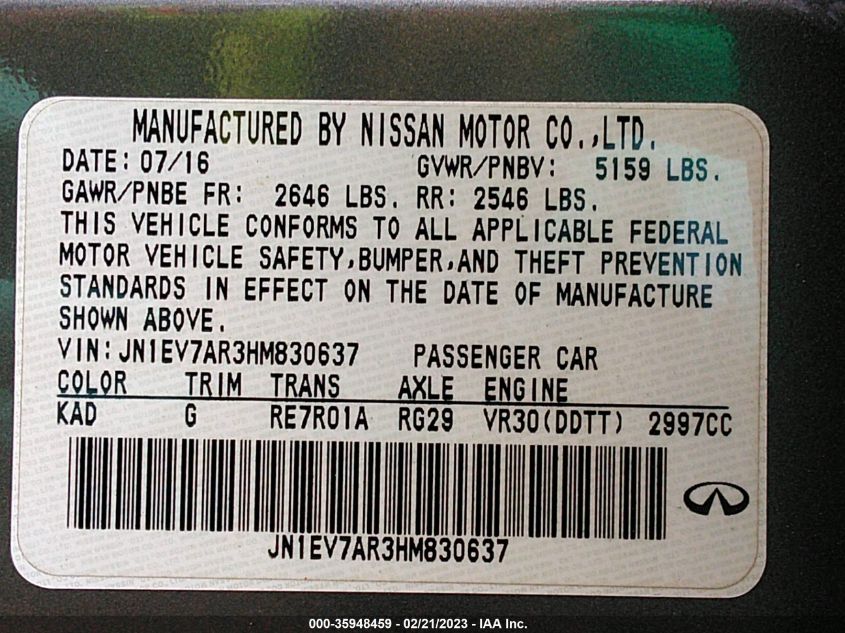 MANUFACTURED BY NISSAN MOTOR CO.,LTD.
DATE: 07/16 GVWR/PNBV: 5159 LBS.
GAWR/PNBE FR: 2646 LBS. RR: 2546 LBS.
THIS VEHICLE CONFORMS TO ALL APPLICABLE FEDERAL
MOTOR VEHICLE SAFETY,BUMPER,AND THEFT PREVENTION
STANDARDS IN EFFECT ON THE DATE OF MANUFACTURE
SHOWN ABOVE.
VIN: JN1EV7AR3HM830637 PASSENGER CAR
COLOR TRIM TRANS AXLE ENGINE
KAD G RE7R01A RG29 VR30(DDTT) 2997CC
JN1EV7AR3HM830637
000-35948459 - 02/21/2023 - IAA Inc.